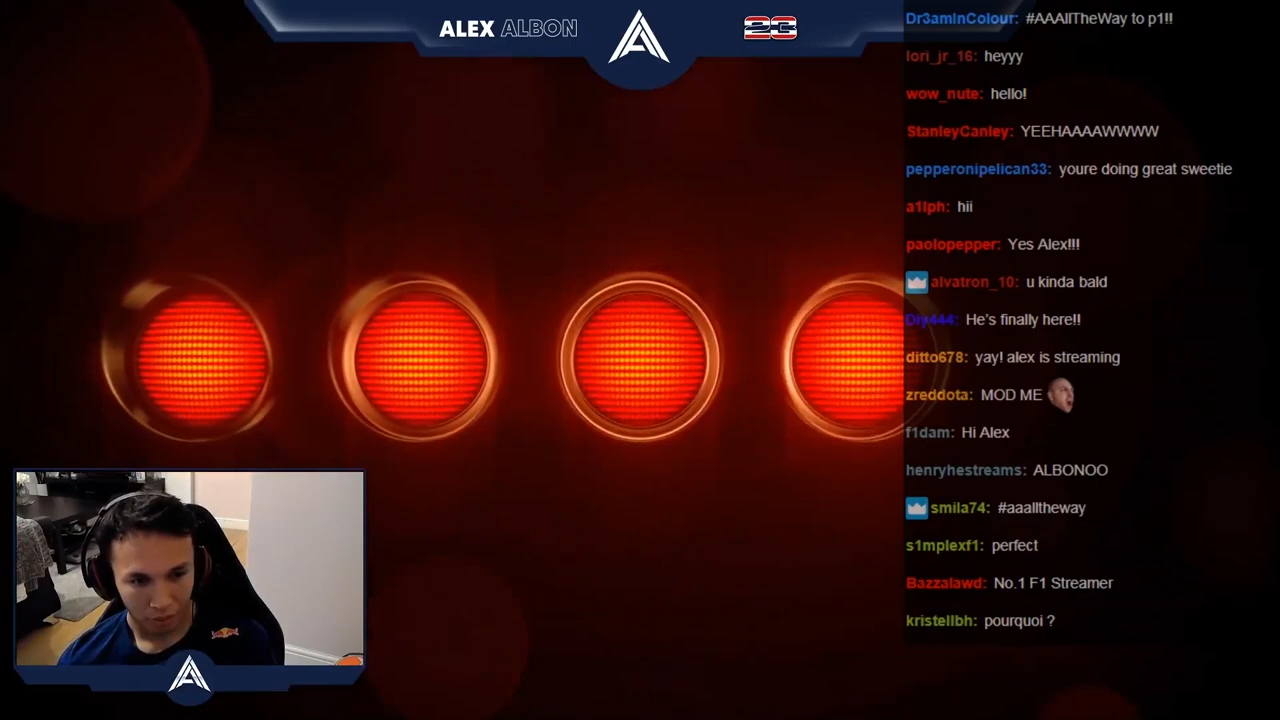 ALEX ALBON
23
Dr3amInColour: #AAAllTheWay to p1!!
lori_jr_16: heyyy
wow_nute: hello!
StanleyCanley: YEEHAAAAWWWW
pepperonipelican33: youre doing great sweetie
a1lph: hii
paolopepper: Yes Alex!!!
alvatron_10: u kinda bald
Diy444: He's finally here!!
ditto678: yay! alex is streaming
zreddota: MOD ME
f1dam: Hi Alex
henryhestreams: ALBONOO
smila74: #aaalltheway
s1mplexf1: perfect
Bazzalawd: No.1 F1 Streamer
kristellbh: pourquoi ?